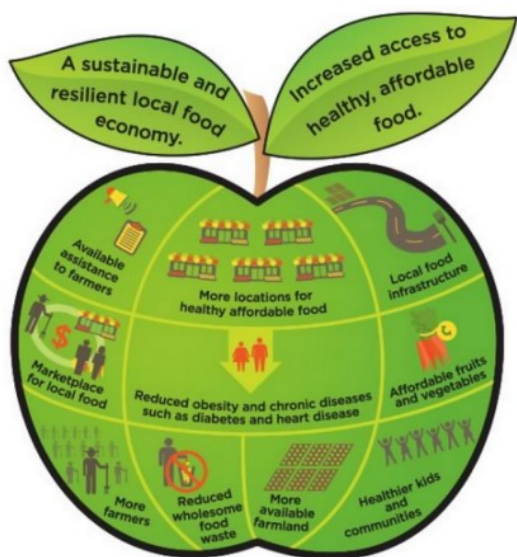 A sustainable and
resilient local food
economy.
Increased access to
healthy, affordable
food.
Available
assistance
to farmers
More locations for
healthy affordable food
Local food
infrastructure
$
Marketplace
for local food
Reduced obesity and chronic diseases
such as diabetes and heart disease
Affordable fruits
and vegetables
More
farmers
Reduced
wholesome
food
waste
More
available
farmland
Healthier kids
and
communities